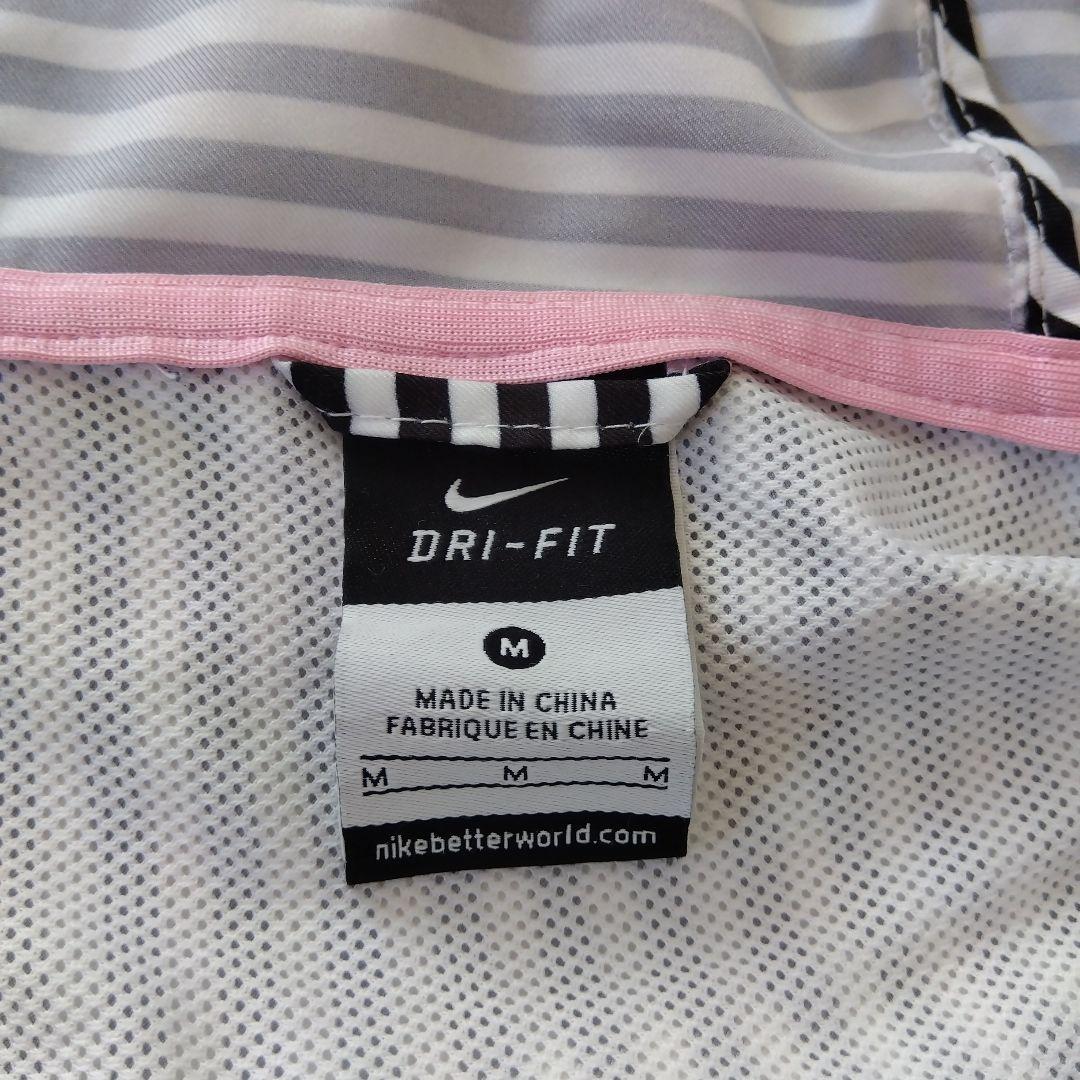 DRI-FIT
M
MADE IN CHINA
FABRIQUE EN CHINE
M M M
nikebetterworld.com